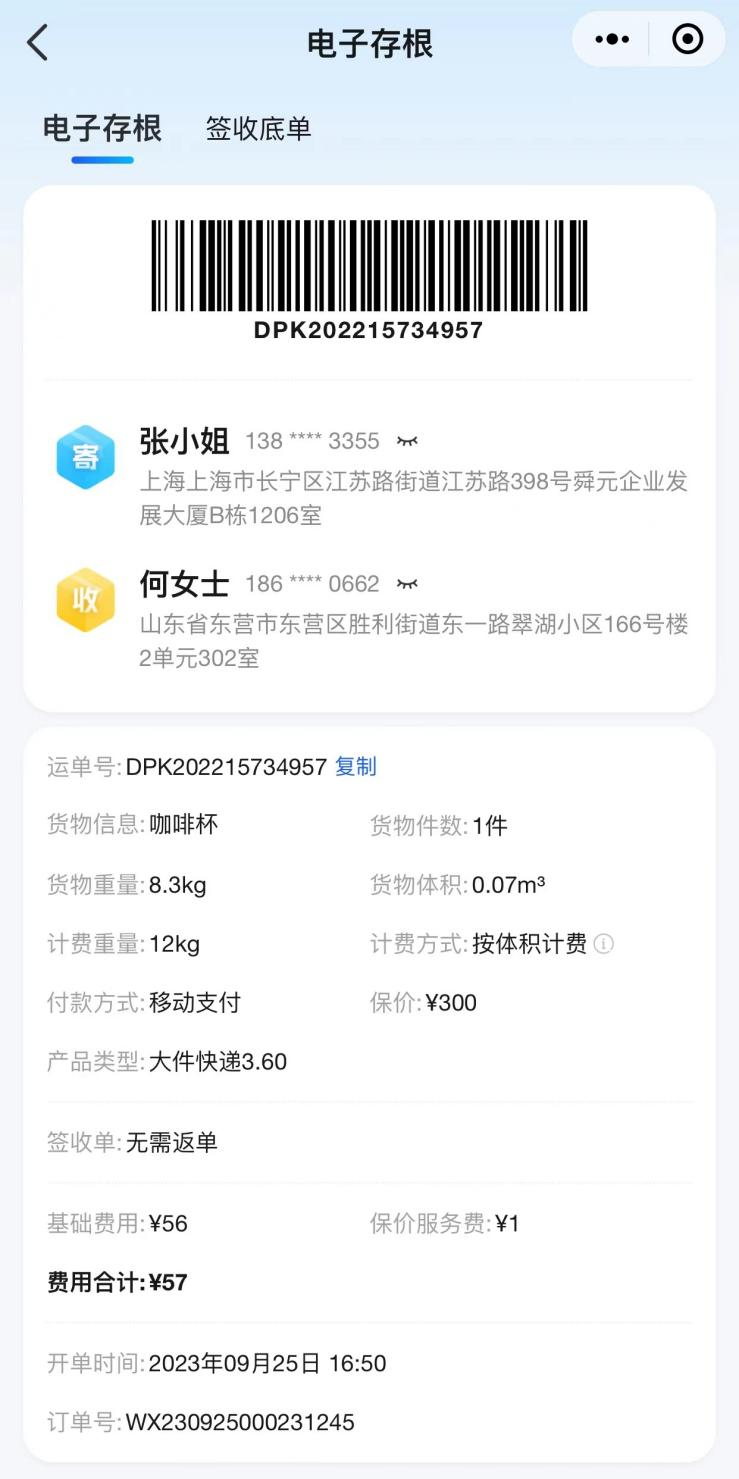 电子存根
电子存根 签收底单
DPK202215734957
寄 张小姐 138 **** 3355
上海上海市长宁区江苏路街道江苏路398号舜元企业发
展大厦B栋1206室
收 何女士 186 **** 0662
山东省东营市东营区胜利街道东一路翠湖小区166号楼
2单元302室
运单号:DPK202215734957 复制
货物信息:咖啡杯 货物件数:1件
货物重量:8.3kg 货物体积:0.07m³
计费重量:12kg 计费方式:按体积计费
付款方式:移动支付 保价:¥300
产品类型:大件快递3.60
签收单:无需返单
基础费用:¥56 保价服务费:¥1
费用合计:¥57
开单时间:2023年09月25日 16:50
订单号:WX230925000231245